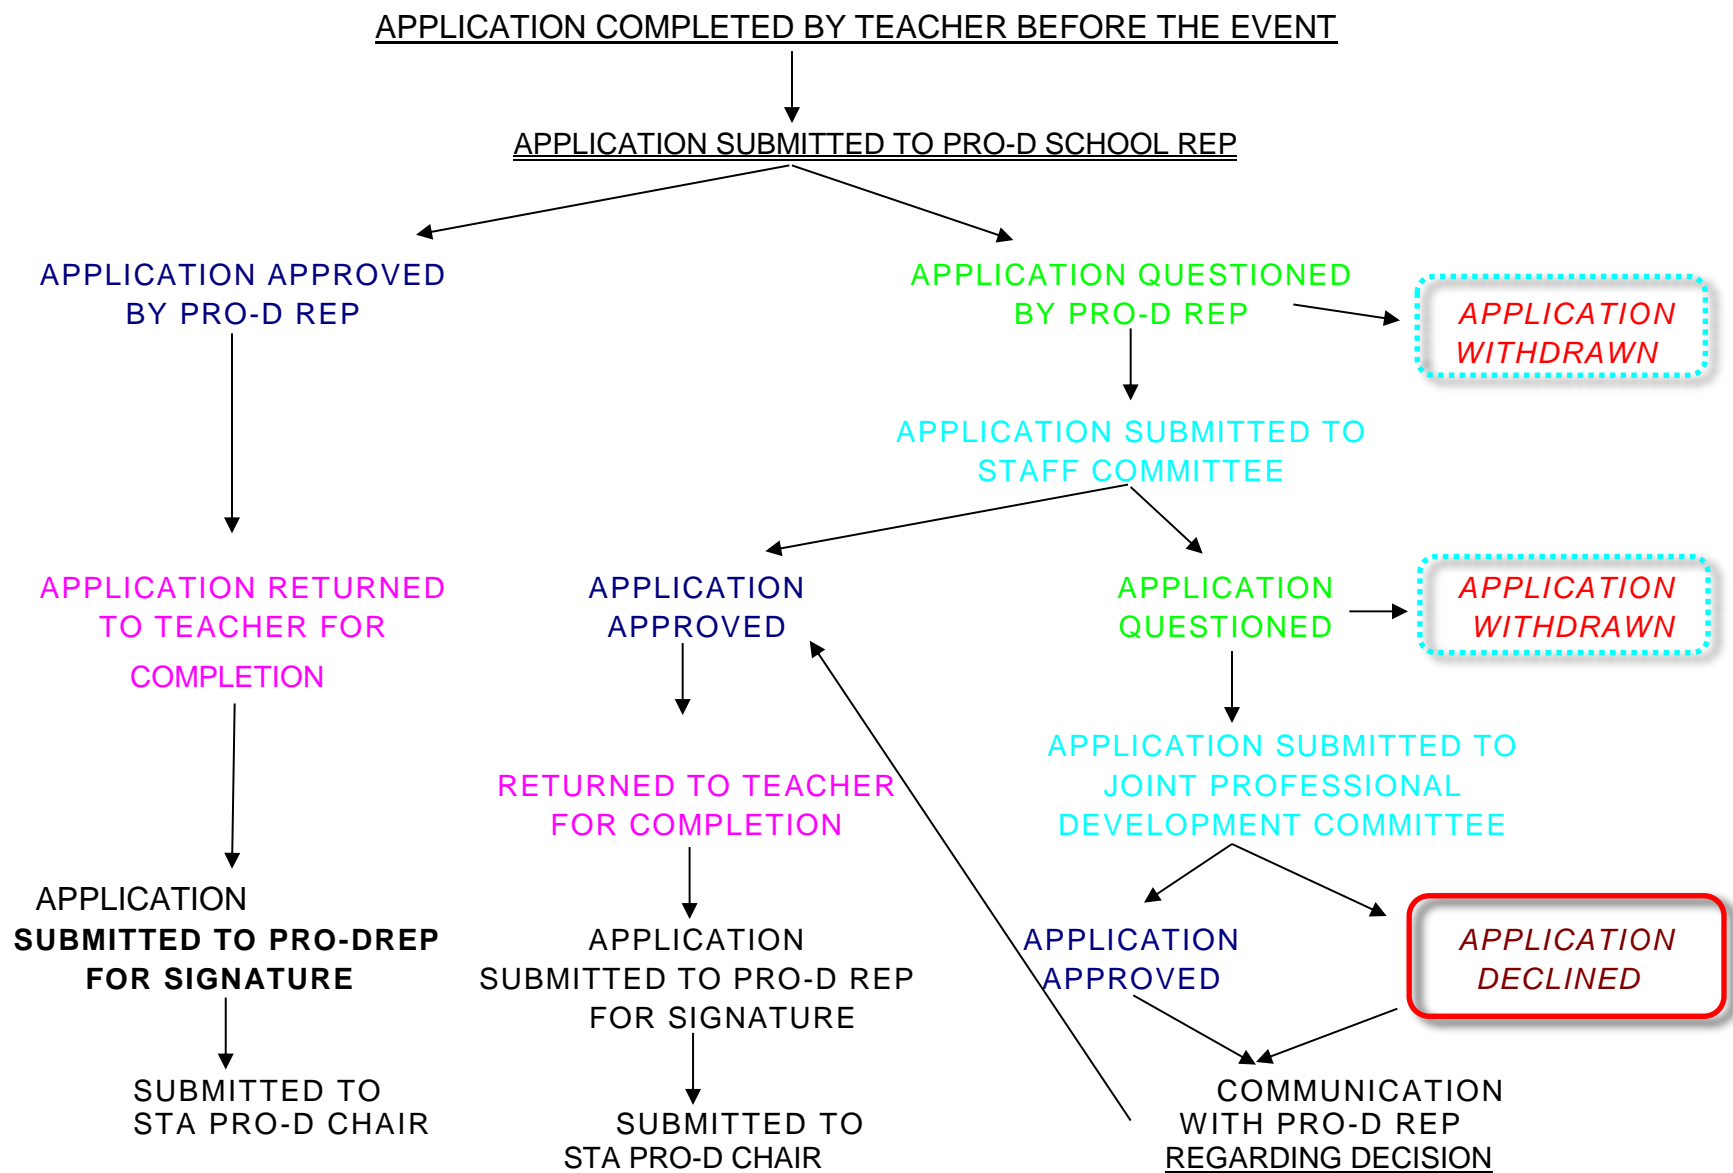 APPLICATION COMPLETED BY TEACHER BEFORE THE EVENT
APPLICATION SUBMITTED TO PRO-D SCHOOL REP
APPLICATION APPROVED
BY PRO-D REP
APPLICATION QUESTIONED
BY PRO-D REP
APPLICATION
WITHDRAWN
APPLICATION SUBMITTED TO
STAFF COMMITTEE
APPLICATION RETURNED
TO TEACHER FOR
COMPLETION
APPLICATION
APPROVED
APPLICATION
QUESTIONED
APPLICATION
WITHDRAWN
RETURNED TO TEACHER
FOR COMPLETION
APPLICATION SUBMITTED TO
JOINT PROFESSIONAL
DEVELOPMENT COMMITTEE
APPLICATION
SUBMITTED TO PRO-DREP
FOR SIGNATURE
APPLICATION
SUBMITTED TO PRO-D REP
FOR SIGNATURE
APPLICATION
APPROVED
APPLICATION
DECLINED
SUBMITTED TO
STA PRO-D CHAIR
SUBMITTED TO
STA PRO-D CHAIR
COMMUNICATION
WITH PRO-D REP
REGARDING DECISION